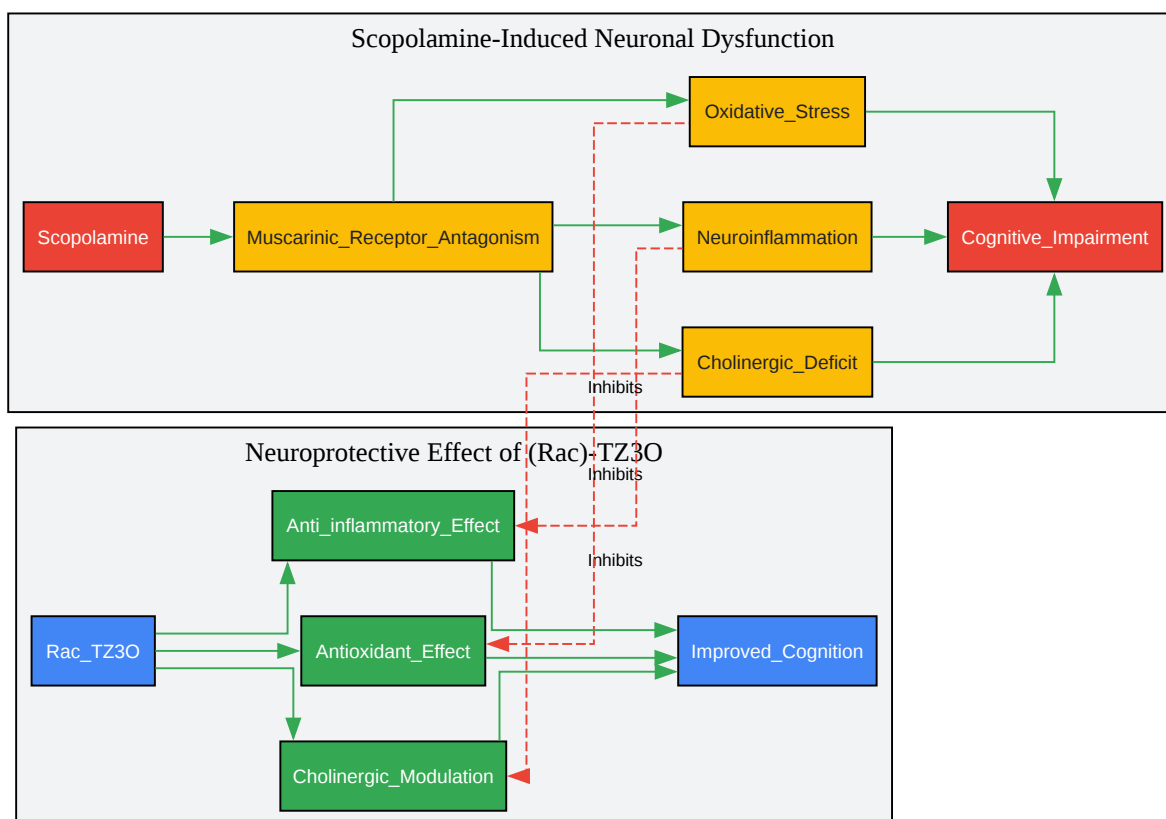 Scopolamine-Induced Neuronal Dysfunction
Oxidative_Stress
Scopolamine
Muscarinic_Receptor_Antagonism
Neuroinflammation
Cognitive_Impairment
Cholinergic_Deficit
Inhibits
Neuroprotective Effect of (Rac)-TZ3O
Inhibits
Anti_inflammatory_Effect
Inhibits
Rac_TZ3O
Antioxidant_Effect
Improved_Cognition
Cholinergic_Modulation